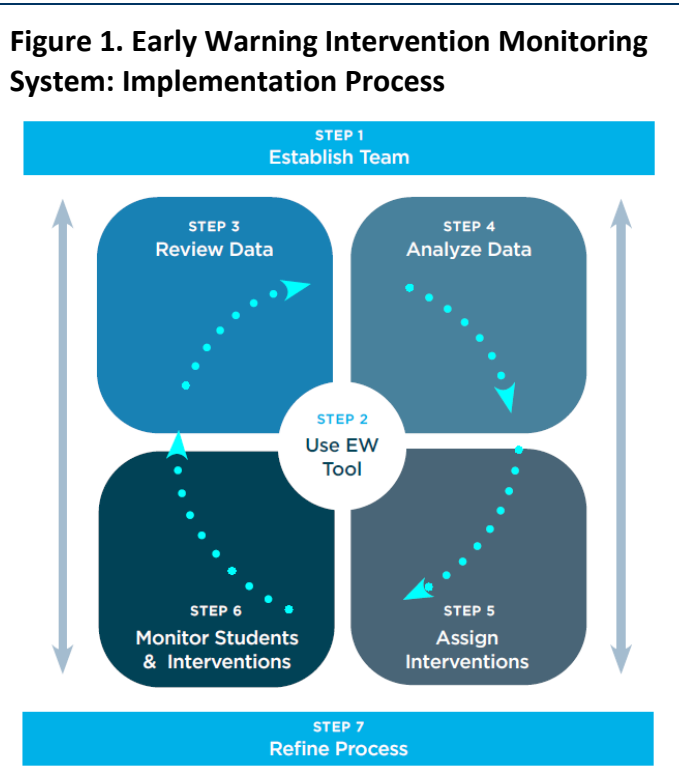 Figure 1. Early Warning Intervention Monitoring
System: Implementation Process
STEP 1
Establish Team
STEP 3
Review Data
STEP 4
Analyze Data
STEP 2
Use EW
Tool
STEP 6
Monitor Students
& Interventions
STEP 5
Assign
Interventions
STEP 7
Refine Process